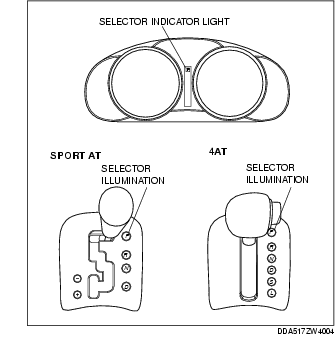 SELECTOR INDICATOR LIGHT
SPORT AT
SELECTOR
ILLUMINATION
4AT
SELECTOR
ILLUMINATION
DDA517ZW4004